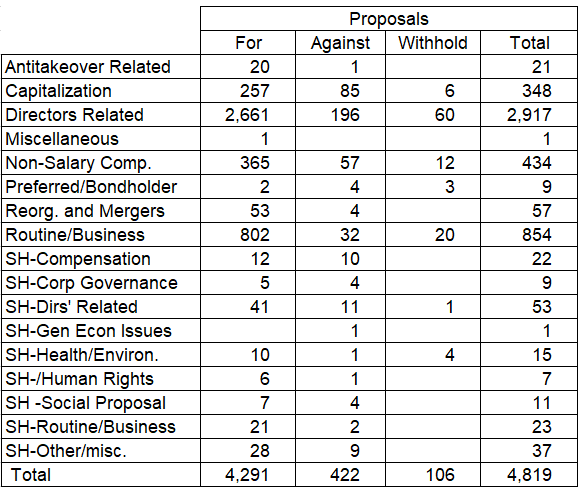 Proposals
For Against Withhold Total
Antitakeover Related 20 1 21
Capitalization 257 85 6 348
Directors Related 2,661 196 60 2,917
Miscellaneous 1 1
Non-Salary Comp. 365 57 12 434
Preferred/Bondholder 2 4 3 9
Reorg. and Mergers 53 4 57
Routine/Business 802 32 20 854
SH-Compensation 12 10 22
SH-Corp Governance 5 4 9
SH-Dirs' Related 41 11 1 53
SH-Gen Econ Issues 1 1
SH-Health/Environ. 10 1 4 15
SH-/Human Rights 6 1 7
SH -Social Proposal 7 4 11
SH-Routine/Business 21 2 23
SH-Other/misc. 28 9 37
Total 4,291 422 106 4,819